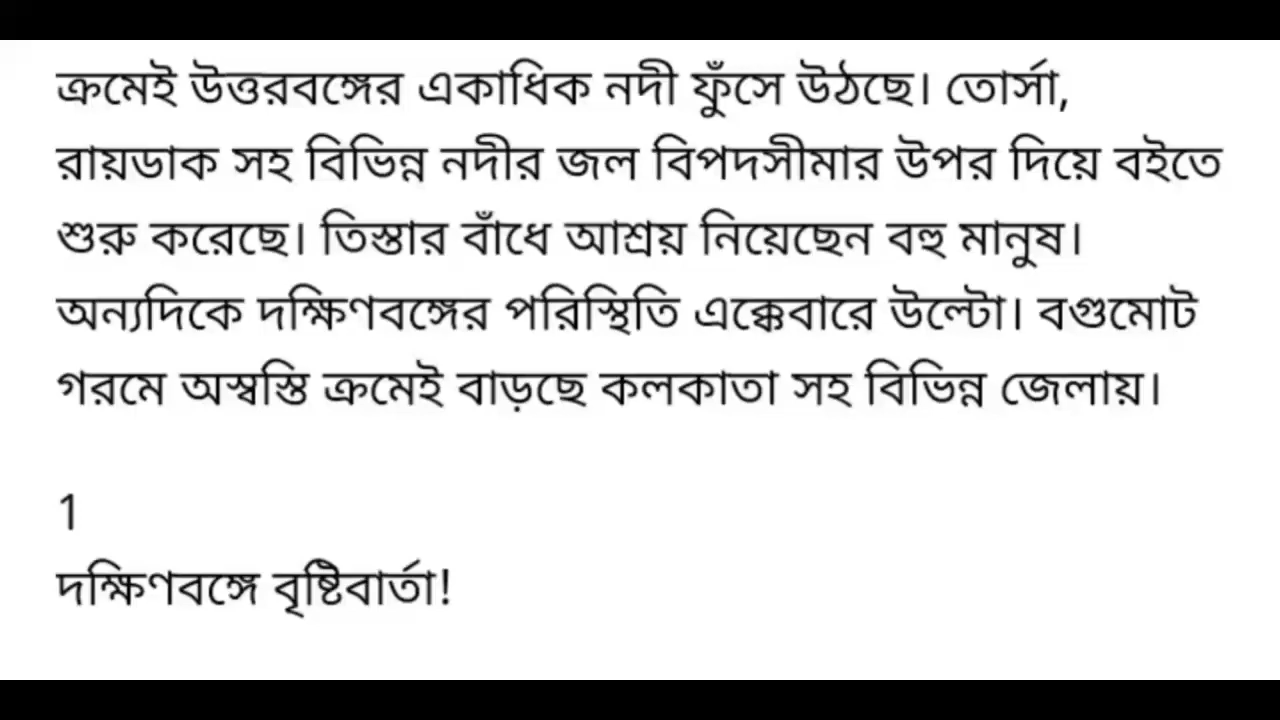 ক্রমেই উত্তরবঙ্গের একাধিক নদী ফুঁসে উঠছে। তোর্সা,
রায়ডাক সহ বিভিন্ন নদীর জল বিপদসীমার উপর দিয়ে বইতে
শুরু করেছে। তিস্তার বাঁধে আশ্রয় নিয়েছেন বহু মানুষ।
অন্যদিকে দক্ষিণবঙ্গের পরিস্থিতি এক্কেবারে উল্টো। বগুমোট
গরমে অস্বস্তি ক্রমেই বাড়ছে কলকাতা সহ বিভিন্ন জেলায়।
1
দক্ষিণবঙ্গে বৃষ্টিবার্তা!